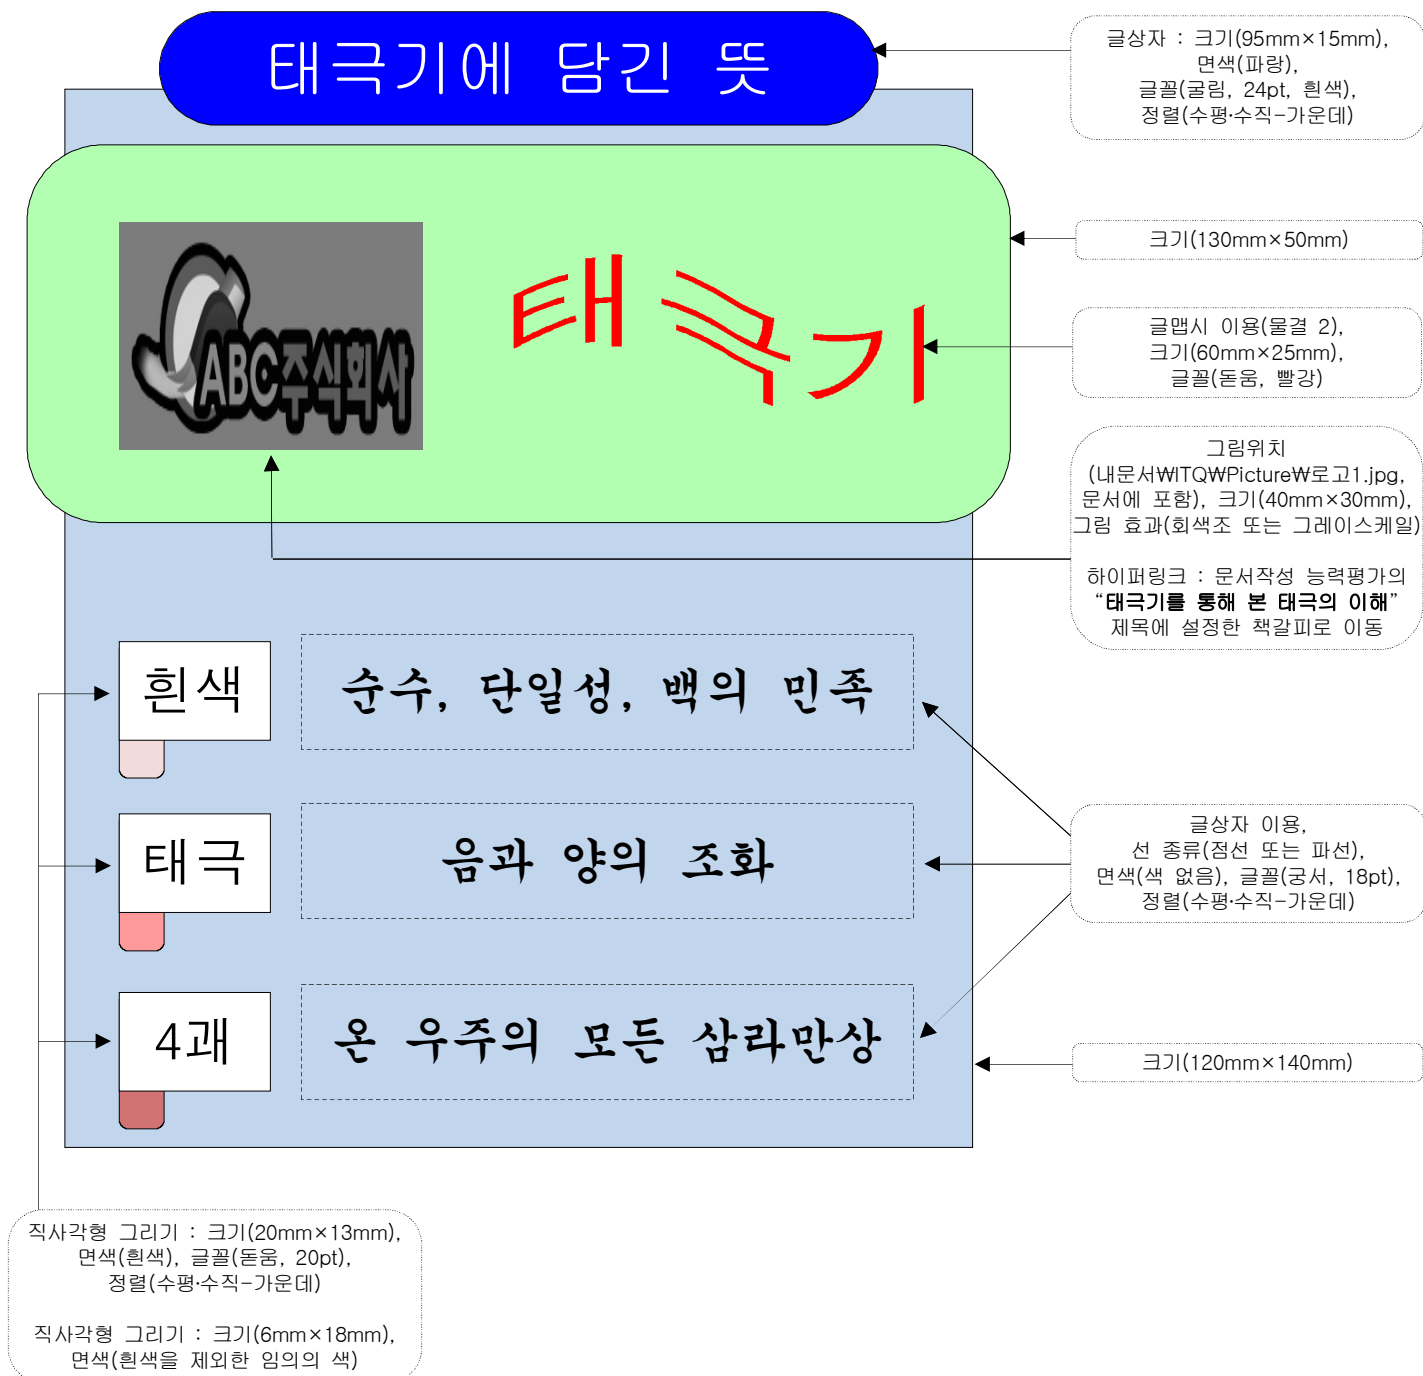 태극기에 담긴 뜻
글상자 : 크기(95mm×15mm),
면색(파랑),
글꼴(굴림, 24pt, 흰색),
정렬(수평·수직-가운데)
크기(130mm×50mm)
ABC주식회사
태극기
글맵시 이용(물결 2),
크기(60mm×25mm),
글꼴(돋움, 빨강)
그림위치
(내문서₩ITQ₩Picture₩로고1.jpg,
문서에 포함), 크기(40mm×30mm),
그림 효과(회색조 또는 그레이스케일)
하이퍼링크 : 문서작성 능력평가의
“태극기를 통해 본 태극의 이해”
제목에 설정한 책갈피로 이동
흰색
순수, 단일성, 백의 민족
태극
음과 양의 조화
글상자 이용,
선 종류(점선 또는 파선),
면색(색 없음), 글꼴(궁서, 18pt),
정렬(수평·수직-가운데)
4괘
온 우주의 모든 삼라만상
크기(120mm×140mm)
직사각형 그리기 : 크기(20mm×13mm),
면색(흰색), 글꼴(돋움, 20pt),
정렬(수평·수직-가운데)
직사각형 그리기 : 크기(6mm×18mm),
면색(흰색을 제외한 임의의 색)